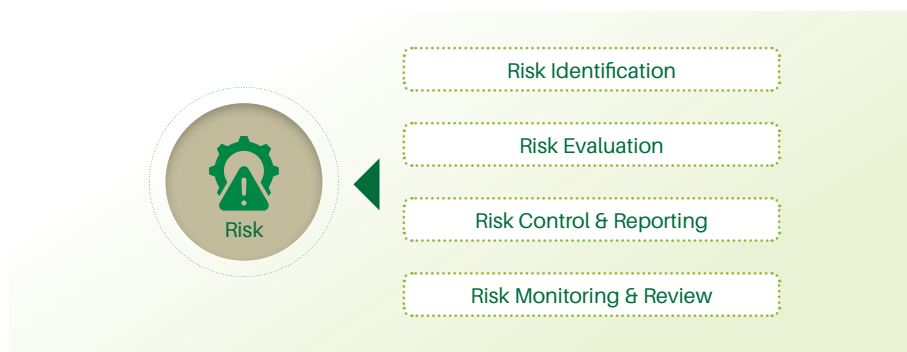 Risk
Risk Identification
Risk Evaluation
Risk Control & Reporting
Risk Monitoring & Review